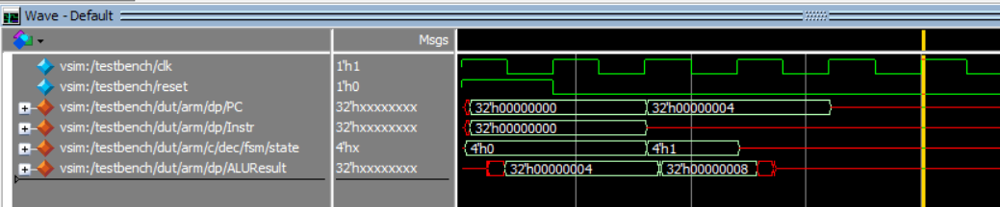 Wave - Default
Msgs
vsim:/testbench/clk 1'h1
vsim:/testbench/reset 1'h0
vsim:/testbench/dut/arm/dp/PC 32'hxxxxxxxx 32'h00000000 32'h00000004
vsim:/testbench/dut/arm/dp/Instr 32'hxxxxxxxx 32'h00000000
vsim:/testbench/dut/arm/c/dec/fsm/state 4'hx 4'h0 4'h1
vsim:/testbench/dut/arm/dp/ALUResult 32'hxxxxxxxx 32'h00000004 32'h00000008